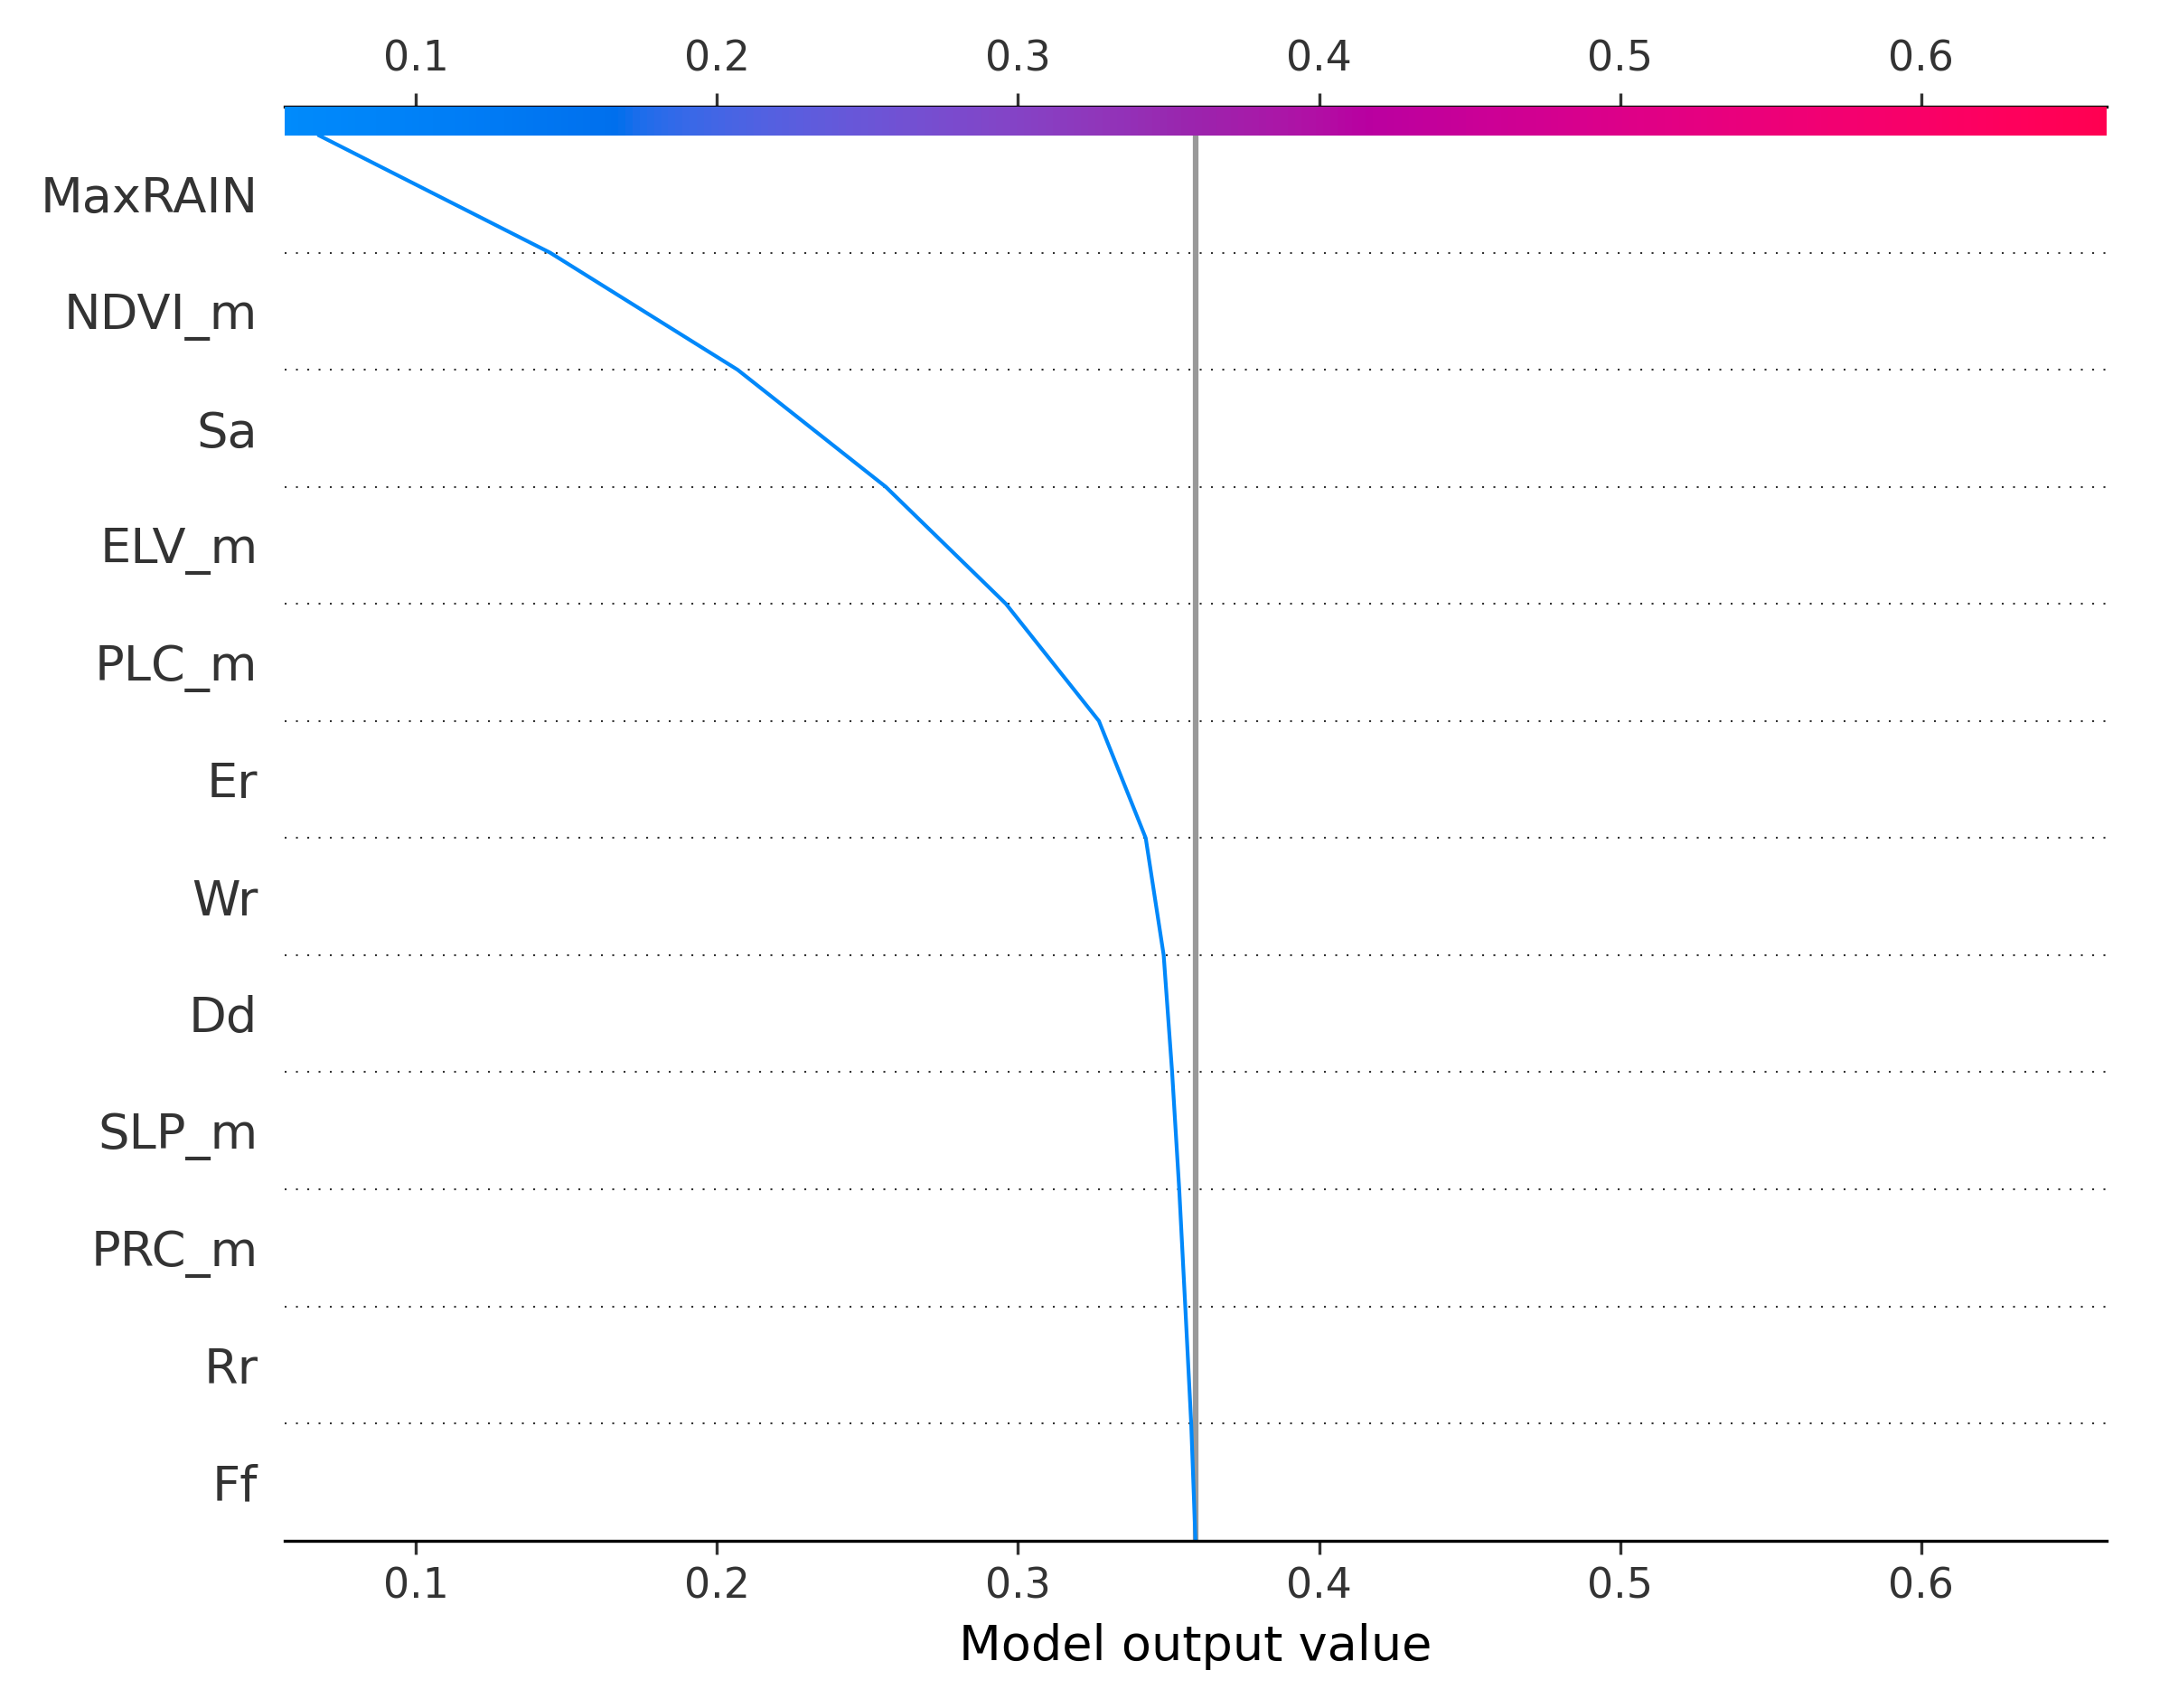 0.1 0.2 0.3 0.4 0.5 0.6
MaxRAIN
NDVI_m
Sa
ELV_m
PLC_m
Er
Wr
Dd
SLP_m
PRC_m
Rr
Ff
0.1 0.2 0.3 0.4 0.5 0.6
Model output value